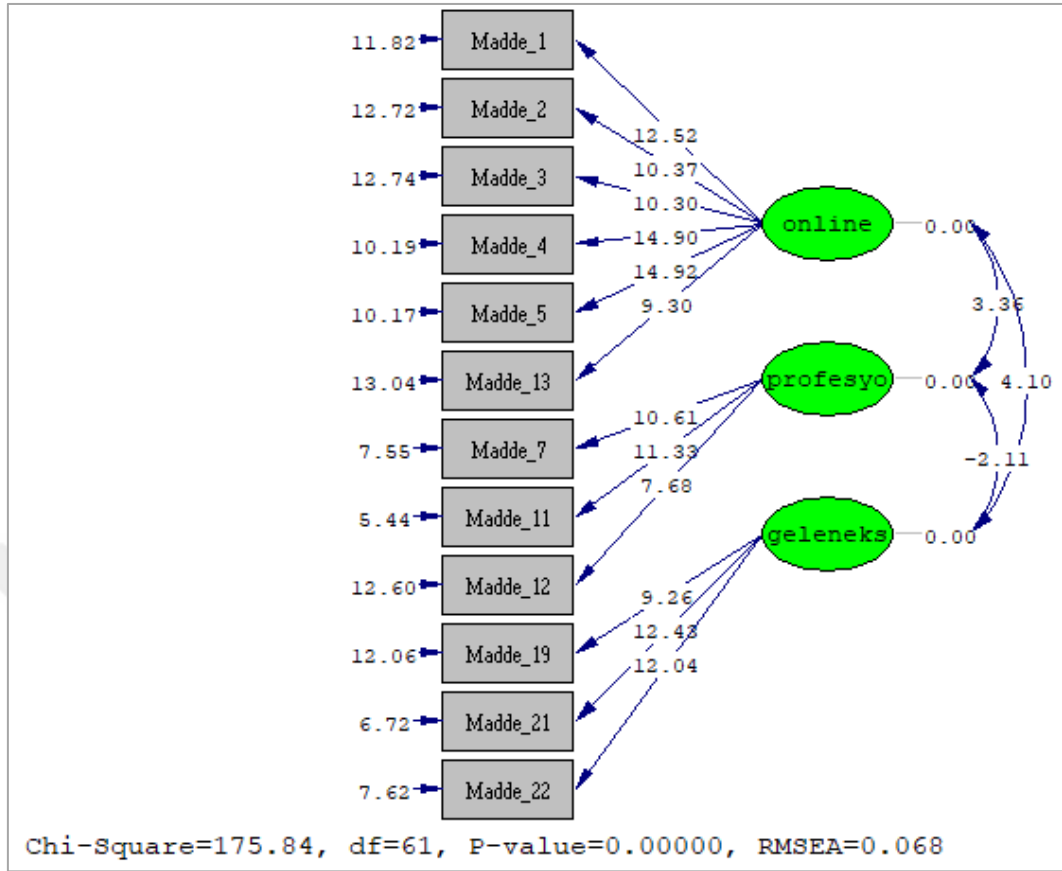 11.82 Madde_1
12.72 Madde_2
12.74 Madde_3
10.19 Madde_4
10.17 Madde_5
13.04 Madde_13
7.55 Madde_7
5.44 Madde_11
12.60 Madde_12
12.06 Madde_19
6.72 Madde_21
7.62 Madde_22
12.52
10.37
10.30
14.90
14.92
9.30
10.61
11.33
7.68
9.26
12.43
12.04
online 0.00
profesyo 0.00
geleneks 0.00
3.36
4.10
-2.11
Chi-Square=175.84, df=61, P-value=0.00000, RMSEA=0.068